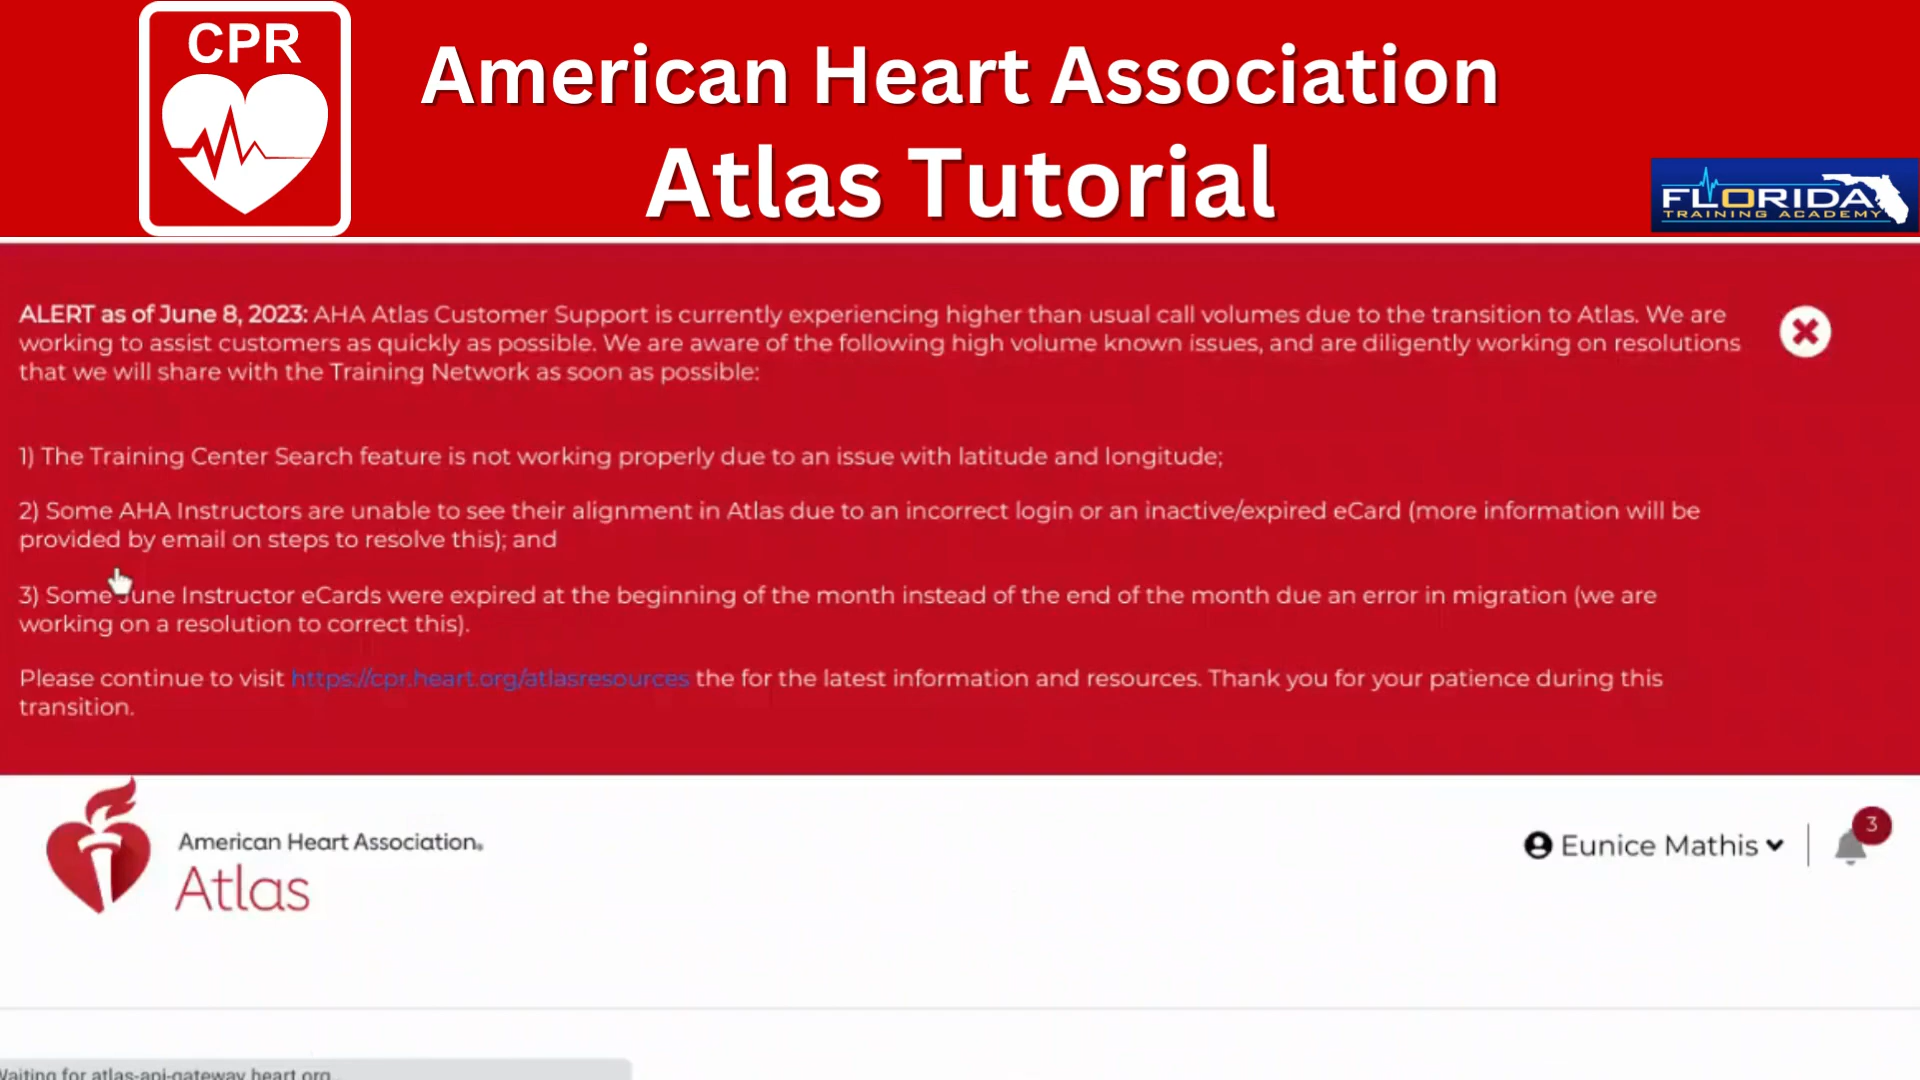 CPR
American Heart Association
Atlas Tutorial
FLORIDA
TRAINING ACADEMY
ALERT as of June 8, 2023: AHA Atlas Customer Support is currently experiencing higher than usual call volumes due to the transition to Atlas. We are
working to assist customers as quickly as possible. We are aware of the following high volume known issues, and are diligently working on resolutions
that we will share with the Training Network as soon as possible:
1) The Training Center Search feature is not working properly due to an issue with latitude and longitude;
2) Some AHA Instructors are unable to see their alignment in Atlas due to an incorrect login or an inactive/expired eCard (more information will be
provided by email on steps to resolve this); and
3) Some June Instructor eCards were expired at the beginning of the month instead of the end of the month due an error in migration (we are
working on a resolution to correct this).
Please continue to visit https://cpr.heart.org/atlasresources the for the latest information and resources. Thank you for your patience during this
transition.
American Heart Association®
Atlas
Eunice Mathis
3
Waiting for atlas-api-gateway.heart.org...